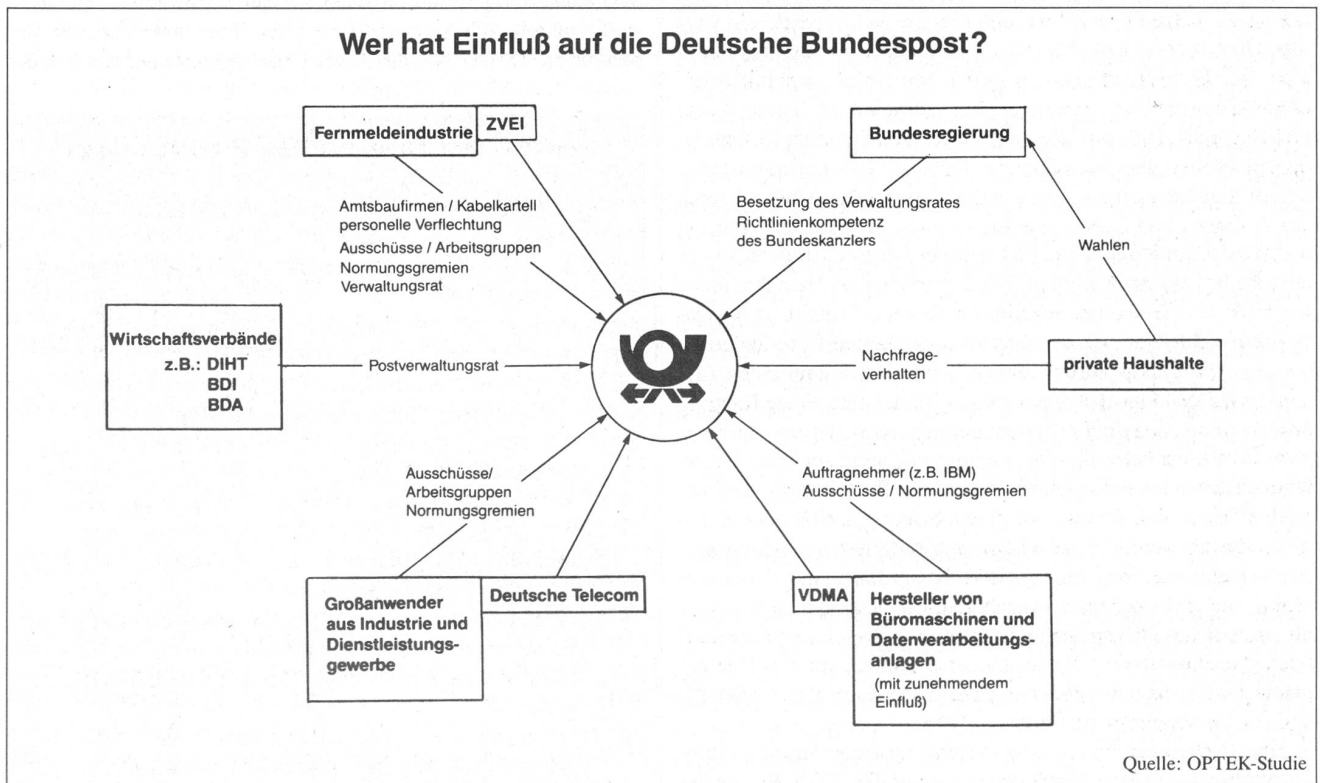 Wer hat Einfluß auf die Deutsche Bundespost?
Fernmeldeindustrie
ZVEI
Bundesregierung
Amtsbaufirmen / Kabelkartell
personelle Verflechtung
Ausschüsse / Arbeitsgruppen
Normungsgremien
Verwaltungsrat
Besetzung des Verwaltungsrates
Richtlinienkompetenz
des Bundeskanzlers
Wahlen
Wirtschaftsverbände
z.B.: DIHT
BDI
BDA
Postverwaltungsrat
Nachfrage-
verhalten
private Haushalte
Ausschüsse/
Arbeitsgruppen
Normungsgremien
Auftragnehmer (z.B. IBM)
Ausschüsse / Normungsgremien
Großanwender
aus Industrie und
Dienstleistungs-
gewerbe
Deutsche Telecom
VDMA
Hersteller von
Büromaschinen und
Datenverarbeitungs-
anlagen
(mit zunehmendem
Einfluß)
Quelle: OPTEK-Studie